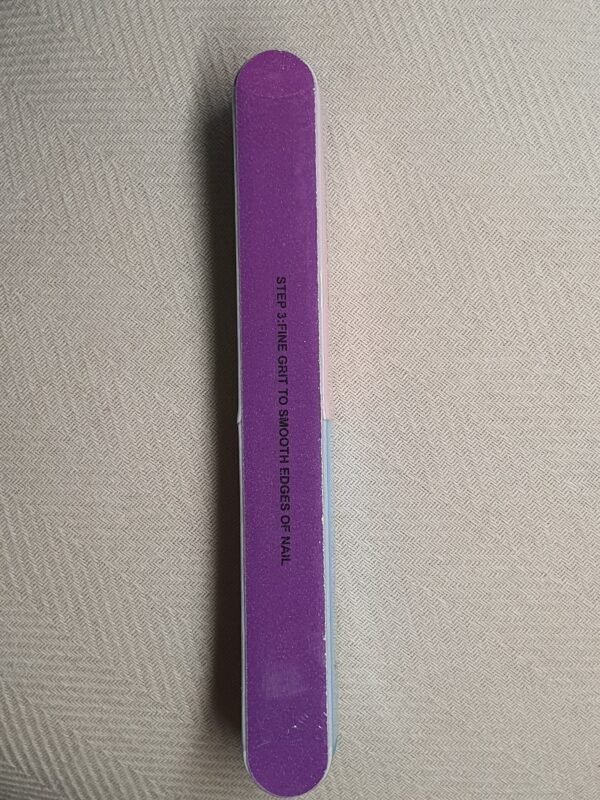 STEP 3:FINE GRIT TO SMOOTH EDGES OF NAIL